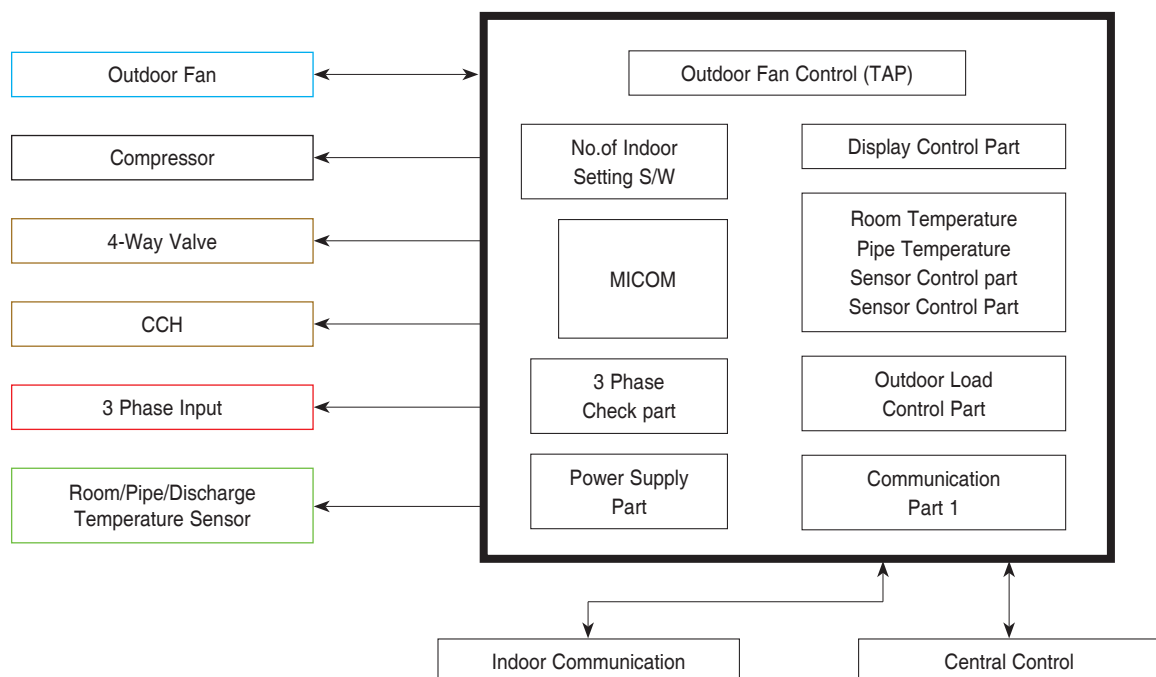 Outdoor Fan
Compressor
4-Way Valve
CCH
3 Phase Input
Room/Pipe/Discharge
Temperature Sensor
Outdoor Fan Control (TAP)
No.of Indoor
Setting S/W
MICOM
3 Phase
Check part
Power Supply
Part
Display Control Part
Room Temperature
Pipe Temperature
Sensor Control part
Sensor Control Part
Outdoor Load
Control Part
Communication
Part 1
Indoor Communication
Central Control